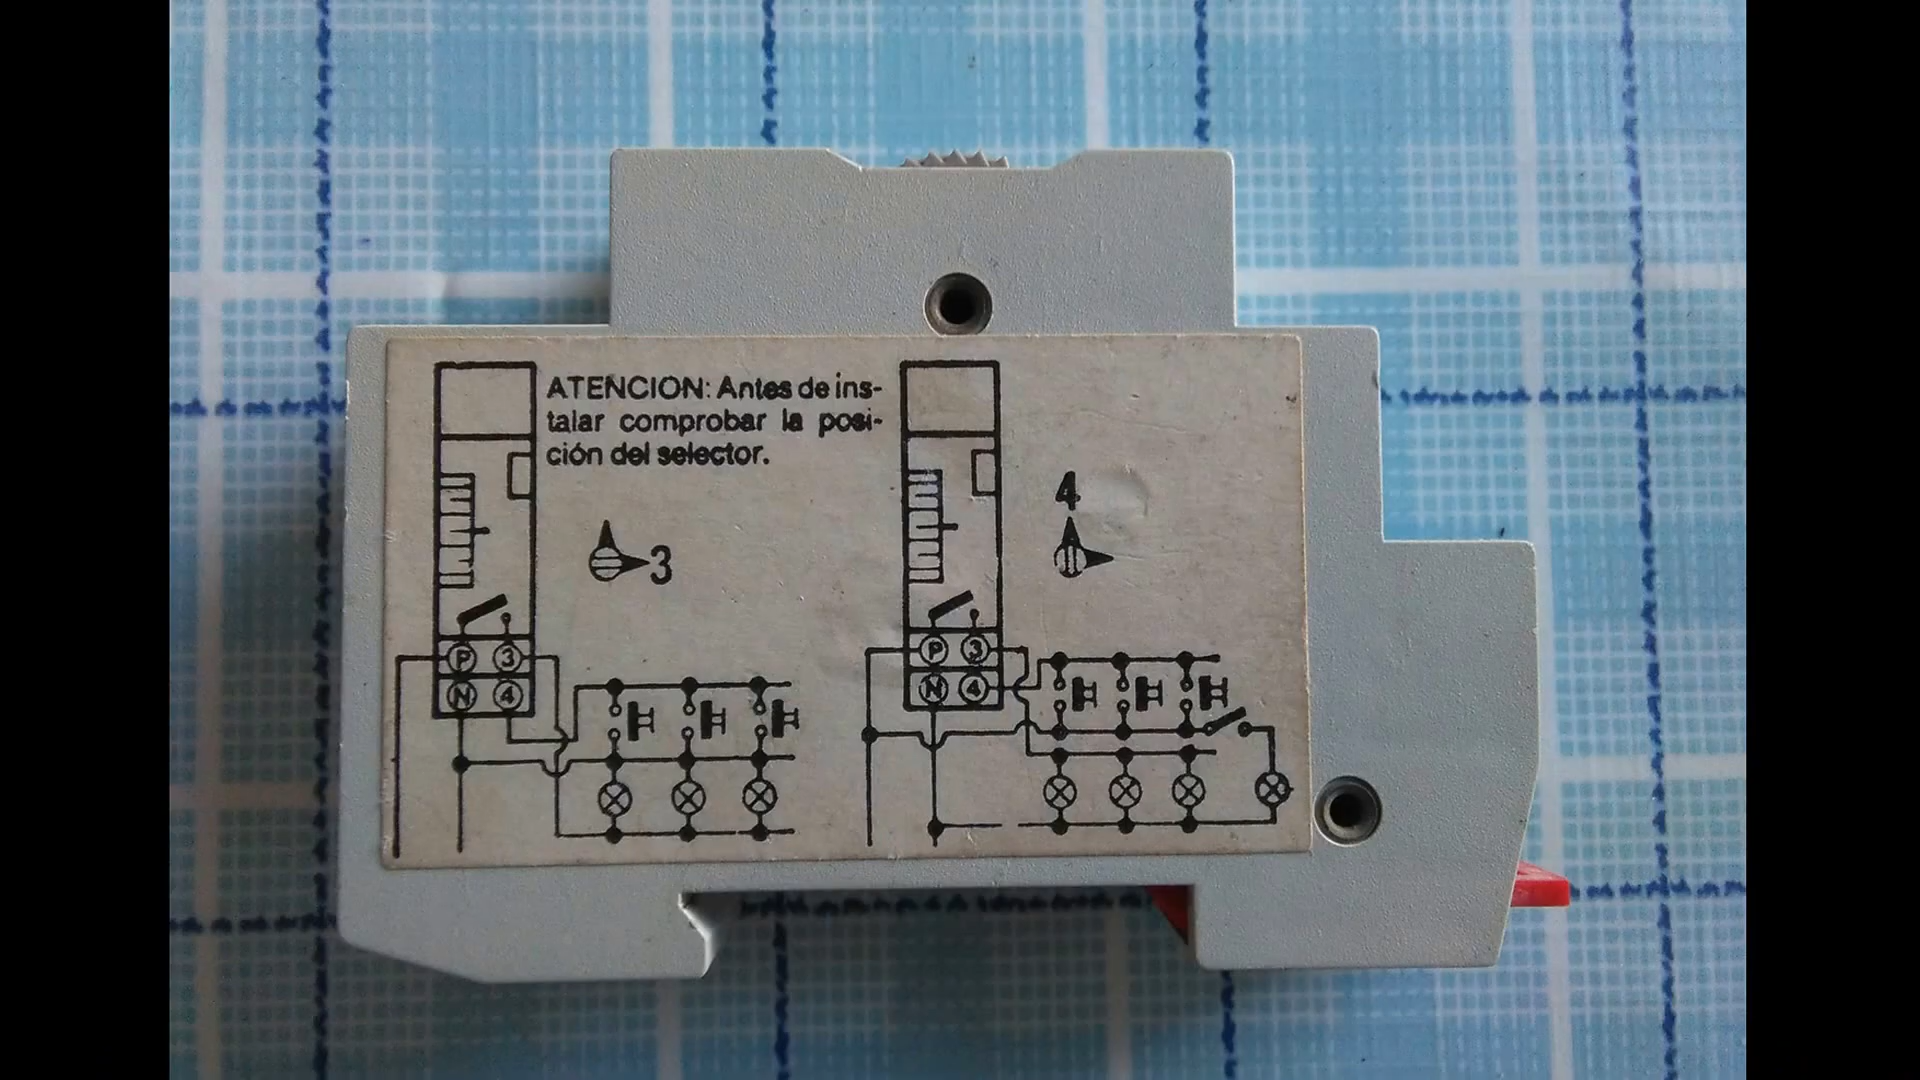 ATENCION: Antes de ins-
talar comprobar la posi-
ción del selector.
3
4
P 3
N 4
P 3
N 4